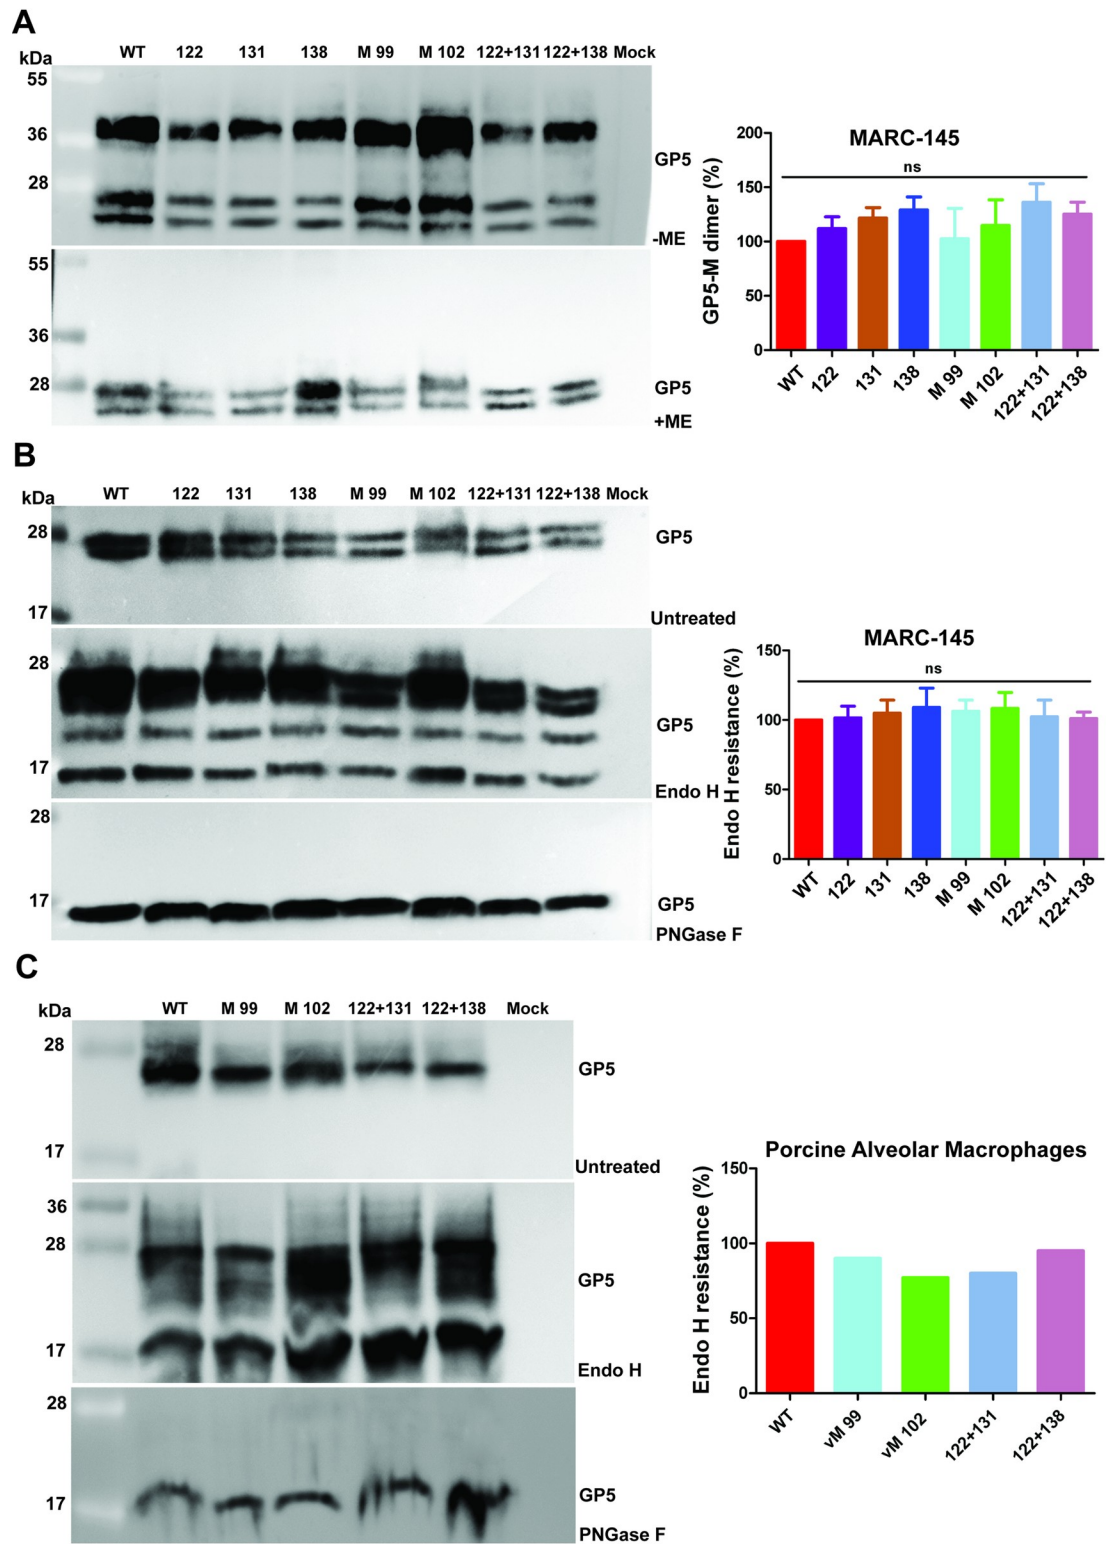 A
kDa WT 122 131 138 M 99 M 102 122+131 122+138 Mock
55
36
28
GP5
-ME
55
36
28
GP5
+ME
MARC-145
ns
GP5-M dimer (%)
200
150
100
50
0
WT 122 131 138 M 99 M 102 122+131 122+138
B
kDa WT 122 131 138 M 99 M 102 122+131 122+138 Mock
28
GP5
17
Untreated
28
GP5
17
Endo H
28
17
GP5
PNGase F
MARC-145
ns
Endo H resistance (%)
150
100
50
0
WT 122 131 138 M 99 M 102 122+131 122+138
C
kDa WT M 99 M 102 122+131 122+138 Mock
28
GP5
17
Untreated
36
28
GP5
17
Endo H
28
17
GP5
PNGase F
Porcine Alveolar Macrophages
Endo H resistance (%)
150
100
50
0
WT vM 99 vM 102 122+131 122+138